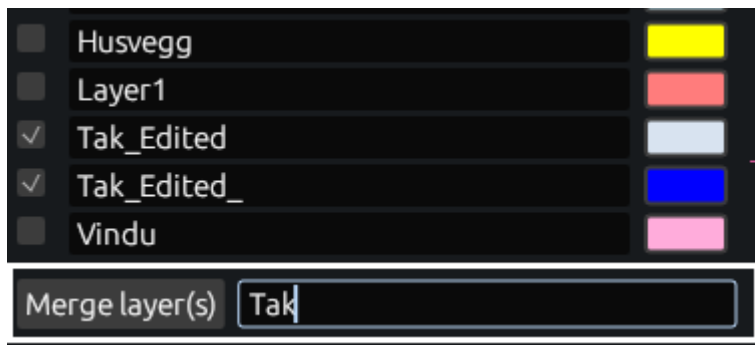 Husvegg
Layer1
Tak_Edited
Tak_Edited_
Vindu
Merge layer(s) Tak